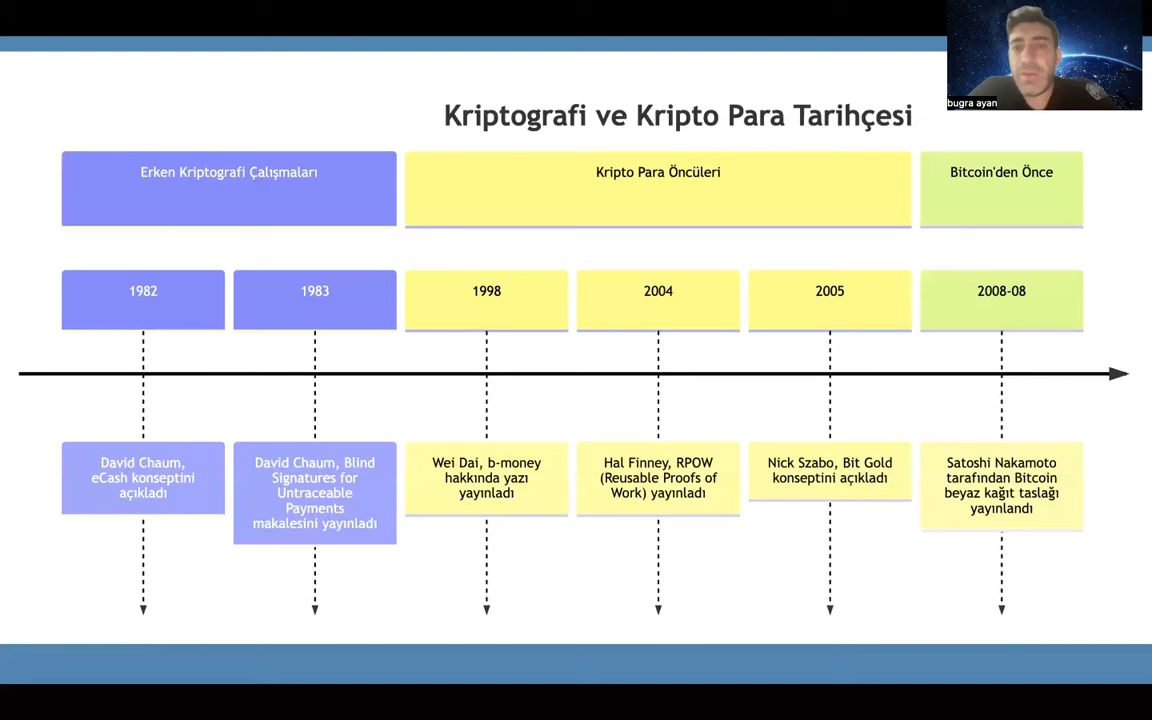 bugra ayan
Kriptografi ve Kripto Para Tarihçesi
Erken Kriptografi Çalışmaları
Kripto Para Öncüleri
Bitcoin'den Önce
1982
1983
1998
2004
2005
2008-08
David Chaum,
eCash konseptini
açıkladı
David Chaum, Blind
Signatures for
Untraceable
Payments
makalesini yayınladı
Wei Dai, b-money
hakkında yazı
yayınladı
Hal Finney, RPOW
(Reusable Proofs of
Work) yayınladı
Nick Szabo, Bit Gold
konseptini açıkladı
Satoshi Nakamoto
tarafından Bitcoin
beyaz kağıt taslağı
yayınlandı